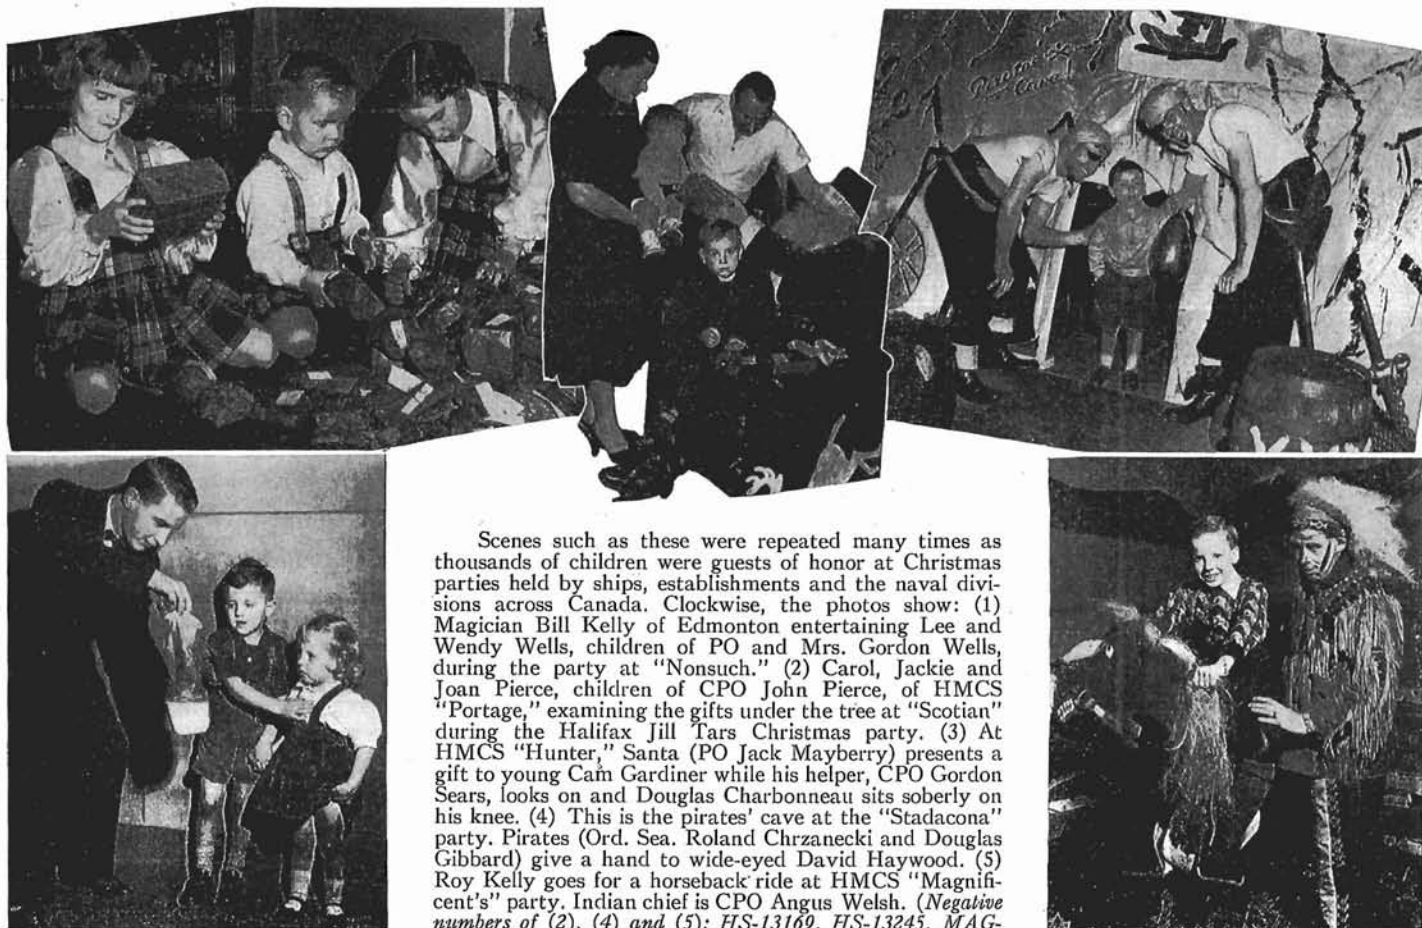 Scenes such as these were repeated many times as
thousands of children were guests of honor at Christmas
parties held by ships, establishments and the naval divi-
sions across Canada. Clockwise, the photos show: (1)
Magician Bill Kelly of Edmonton entertaining Lee and
Wendy Wells, children of PO and Mrs. Gordon Wells,
during the party at "Nonsuch." (2) Carol, Jackie and
Joan Pierce, children of CPO John Pierce, of HMCS
"Portage," examining the gifts under the tree at "Scotian"
during the Halifax Jill Tars Christmas party. (3) At
HMCS "Hunter," Santa (PO Jack Mayberry) presents a
gift to young Cam Gardiner while his helper, CPO Gordon
Sears, looks on and Douglas Charbonneau sits soberly on
his knee. (4) This is the pirates' cave at the "Stadacona"
party. Pirates (Ord. Sea. Roland Chrzanecki and Douglas
Gibbard) give a hand to wide-eyed David Haywood. (5)
Roy Kelly goes for a horseback ride at HMCS "Magnifi-
cent's" party. Indian chief is CPO Angus Welsh. (Negative
numbers of (2), (4) and (5): HS-13169, HS-13245, MAG-